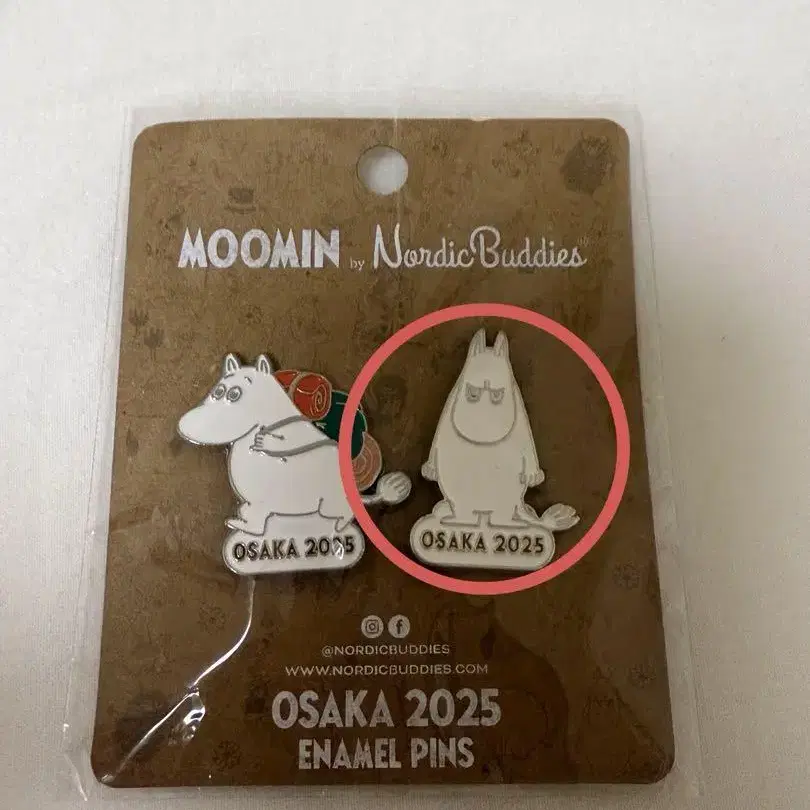 MOOMIN by NordicBuddies
OSAKA 2025
OSAKA 2025
@NORDICBUDDIES
WWW.NORDICBUDDIES.COM
OSAKA 2025
ENAMEL PINS